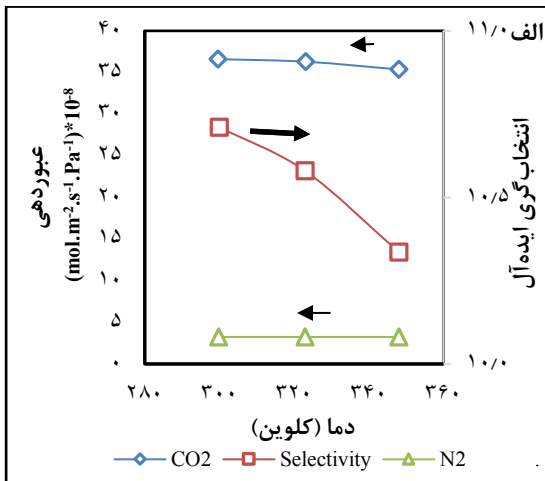 الف
۴۰
۳۵
۳۰
۲۵
۲۰
۱۵
۱۰
۵
۰
عبوردهی
(mol.m⁻².s⁻¹.Pa⁻¹)*10⁻⁸
۱۱/۰
۱۰/۵
۱۰/۰
انتخاب‌گری ایده‌آل
۲۸۰ ۳۰۰ ۳۲۰ ۳۴۰ ۳۶۰
دما (کلوین)
CO2 Selectivity N2